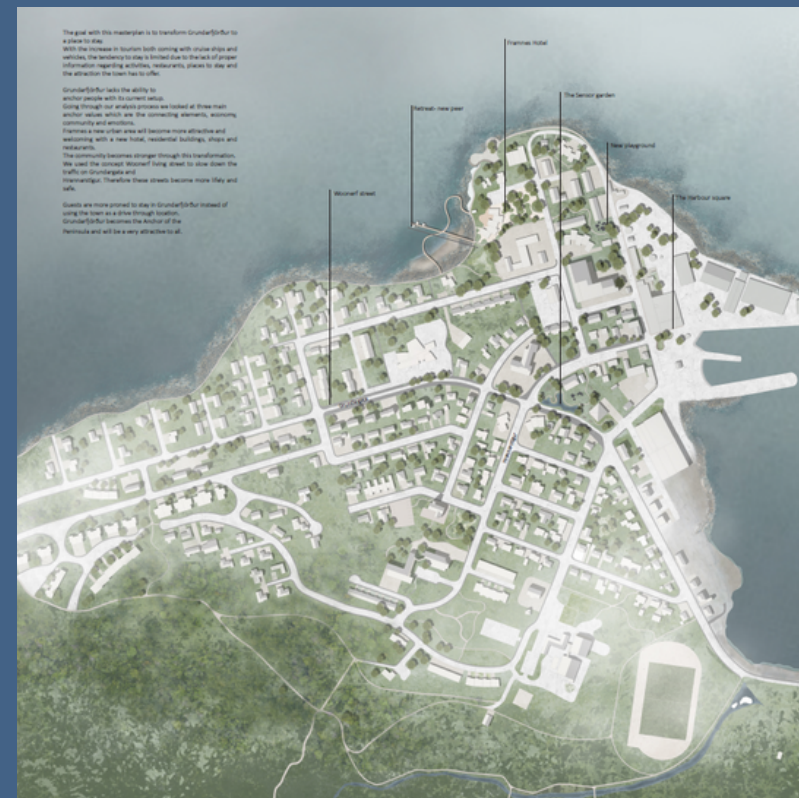 The goal with this masterplan is to transform Grundarfjörður to
a place to stay.
With the increase in tourism both coming with cruise ships and
vehicles, the tendency to stay is limited due to the lack of proper
information regarding activities, restaurants, places to stay and
the attraction the town has to offer.
Grundarfjörður lacks the ability to
anchor people with its current setup.
Going through our analysis process we looked at three main
anchor values which are the connecting elements, economy,
community and emotions.
Framnes a new urban area will become more attractive and
welcoming with a new hotel, residential buildings, shops and
restaurants.
The community becomes stronger through this transformation.
We used the concept Woonerf living street to slow down the
traffic on Grundargata and
Hrannarstígur. Therefore these streets become more lifely and
safe.
Guests are more proned to stay in Grundarfjörður instead of
using the town as a drive through location.
Grundarfjörður becomes the Anchor of the
Peninsula and will be a very attractive to all.
Framnes Hotel
The Sensor garden
Retreat- new peer
New playground
Woonerf street
The Harbour square